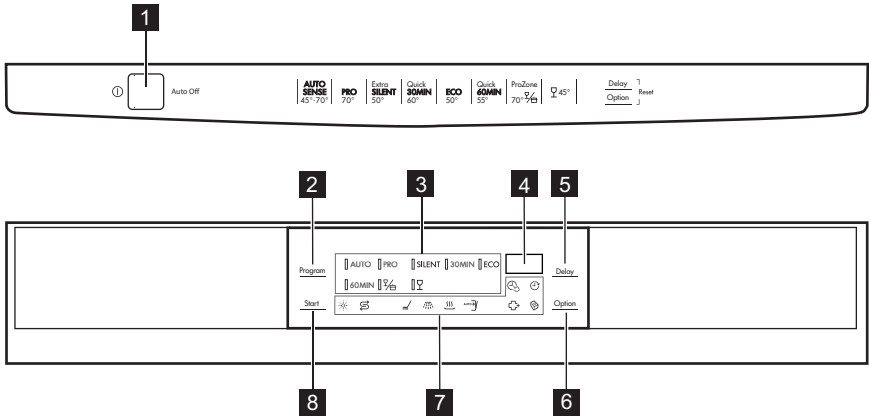 1
Auto Off
AUTO SENSE 45°-70°
PRO 70°
Extra SILENT 50°
Quick 30MIN 60°
ECO 50°
Quick 60MIN 55°
ProZone 70°
45°
Delay
Option
Reset
2
3
4
5
Program
AUTO PRO SILENT 30MIN ECO
Delay
60MIN
Start
Option
8
7
6